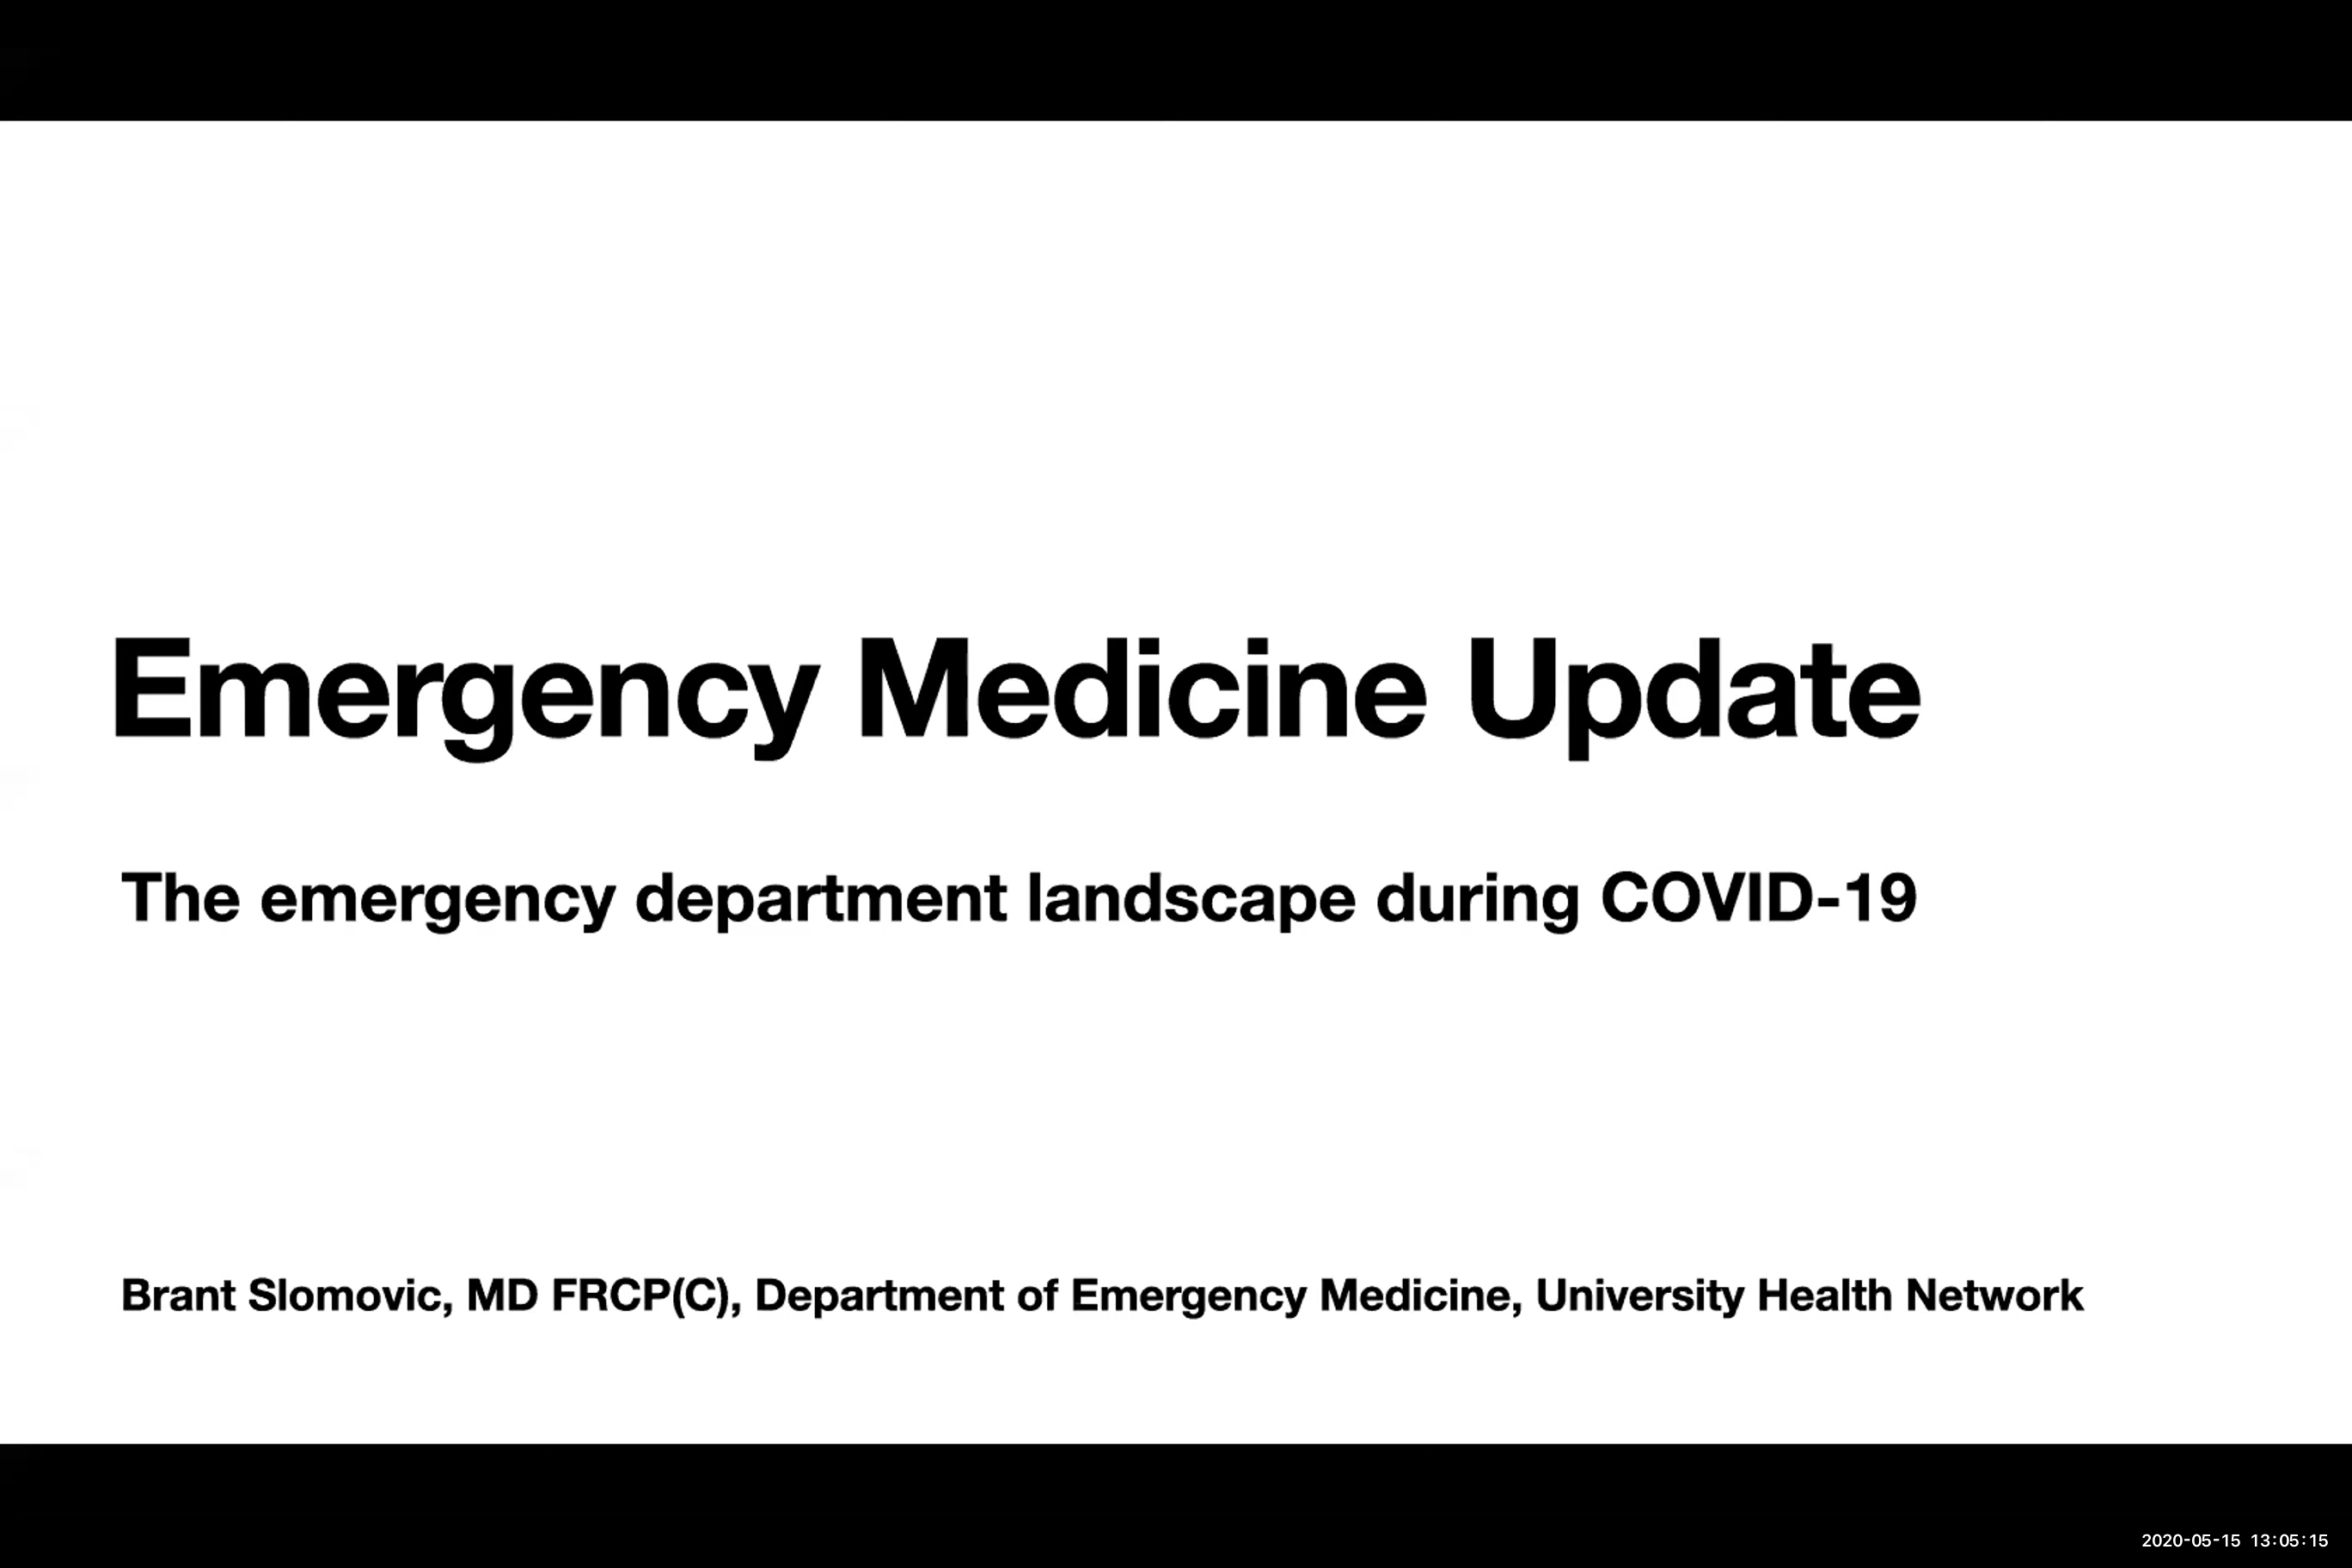 Emergency Medicine Update
The emergency department landscape during COVID-19
Brant Slomovic, MD FRCP(C), Department of Emergency Medicine, University Health Network
2020-05-15 13:05:15